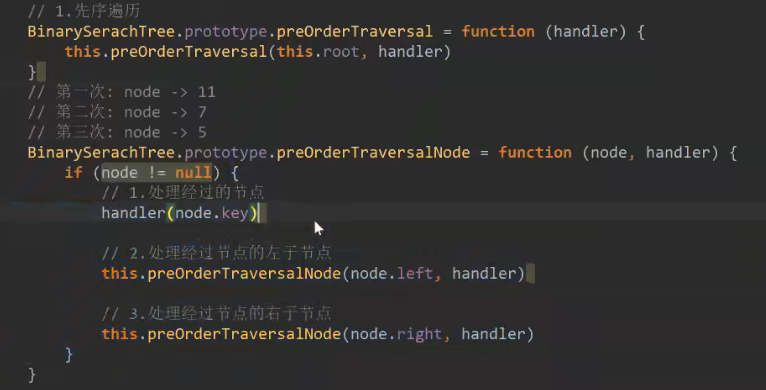 // 1.先序遍历
BinarySerachTree.prototype.preOrderTraversal = function (handler) {
    this.preOrderTraversal(this.root, handler)
}
// 第一次: node -> 11
// 第二次: node -> 7
// 第三次: node -> 5
BinarySerachTree.prototype.preOrderTraversalNode = function (node, handler) {
    if (node != null) {
        // 1.处理经过的节点
        handler(node.key)
        // 2.处理经过节点的左于节点
        this.preOrderTraversalNode(node.left, handler)
        // 3.处理经过节点的右于节点
        this.preOrderTraversalNode(node.right, handler)
    }
}